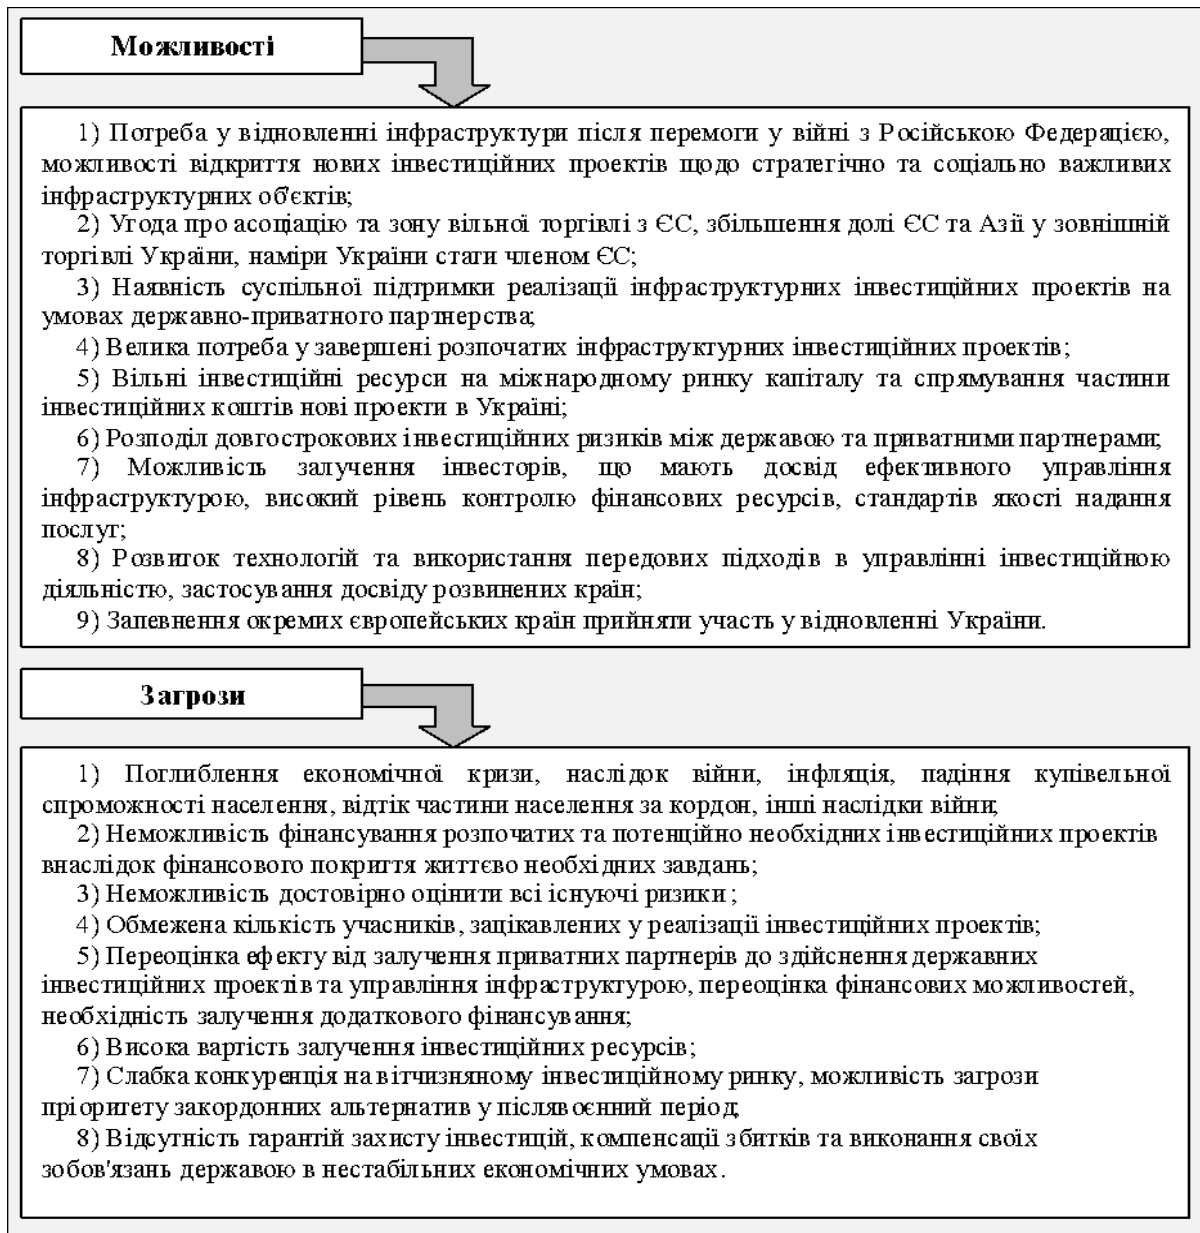 Можливості
1) Потреба у відновленні інфраструктури після перемоги у війні з Російською Федерацією,
можливості відкриття нових інвестиційних проектів щодо стратегічно та соціально важливих
інфраструктурних об'єктів;
2) Угода про асоціацію та зону вільної торгівлі з ЄС, збільшення долі ЄС та Азії у зовнішній
торгівлі України, наміри України стати членом ЄС;
3) Наявність суспільної підтримки реалізації інфраструктурних інвестиційних проектів на
умовах державно-приватного партнерства;
4) Велика потреба у завершені розпочатих інфраструктурних інвестиційних проектів;
5) Вільні інвестиційні ресурси на міжнародному ринку капіталу та спрямування частини
інвестиційних коштів нові проекти в Україні;
6) Розподіл довгострокових інвестиційних ризиків між державою та приватними партнерами;
7) Можливість залучення інвесторів, що мають досвід ефективного управління
інфраструктурою, високий рівень контролю фінансових ресурсів, стандартів якості надання
послуг;
8) Розвиток технологій та використання передових підходів в управлінні інвестиційною
діяльністю, застосування досвіду розвинених країн;
9) Запевнення окремих європейських країн прийняти участь у відновленні України.
Загрози
1) Поглиблення економічної кризи, наслідок війни, інфляція, падіння купівельної
спроможності населення, відтік частини населення за кордон, інші наслідки війни;
2) Неможливість фінансування розпочатих та потенційно необхідних інвестиційних проектів
внаслідок фінансового покриття життєво необхідних завдань;
3) Неможливість достовірно оцінити всі існуючі ризики;
4) Обмежена кількість учасників, зацікавлених у реалізації інвестиційних проектів;
5) Переоцінка ефекту від залучення приватних партнерів до здійснення державних
інвестиційних проектів та управління інфраструктурою, переоцінка фінансових можливостей,
необхідність залучення додаткового фінансування;
6) Висока вартість залучення інвестиційних ресурсів;
7) Слабка конкуренція на вітчизняному інвестиційному ринку, можливість загрози
пріоритету закордонних альтернатив у післявоєнний період;
8) Відсутність гарантій захисту інвестицій, компенсації збитків та виконання своїх
зобов'язань державою в нестабільних економічних умовах.